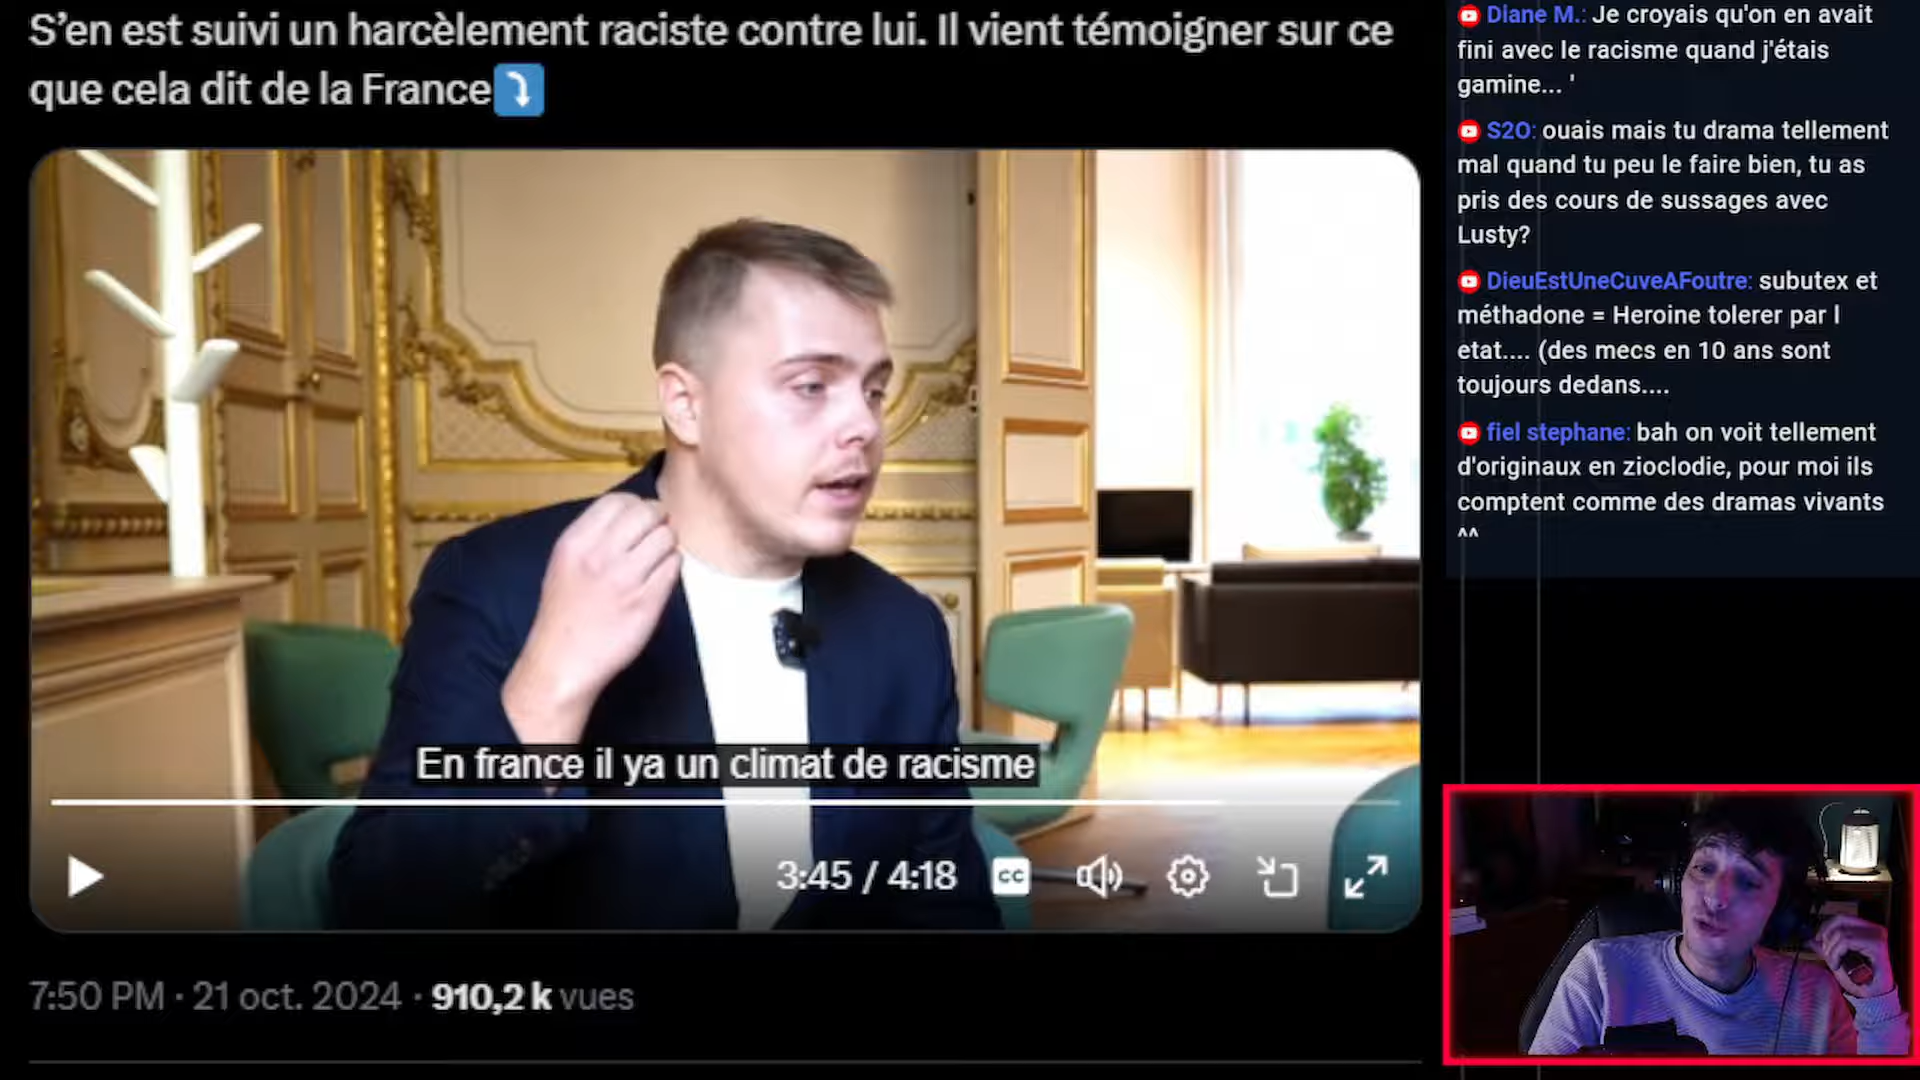 S’en est suivi un harcèlement raciste contre lui. Il vient témoigner sur ce
que cela dit de la France
En france il ya un climat de racisme
3:45 / 4:18
CC
7:50 PM · 21 oct. 2024 · 910,2 k vues
Diane M.: Je croyais qu'on en avait
fini avec le racisme quand j'étais
gamine... '
S2O: ouais mais tu drama tellement
mal quand tu peu le faire bien, tu as
pris des cours de sussages avec
Lusty?
DieuEstUneCuveAFoutre: subutex et
méthadone = Heroine tolerer par l
etat.... (des mecs en 10 ans sont
toujours dedans....
fiel stephane: bah on voit tellement
d'originaux en zioclodie, pour moi ils
comptent comme des dramas vivants
^^